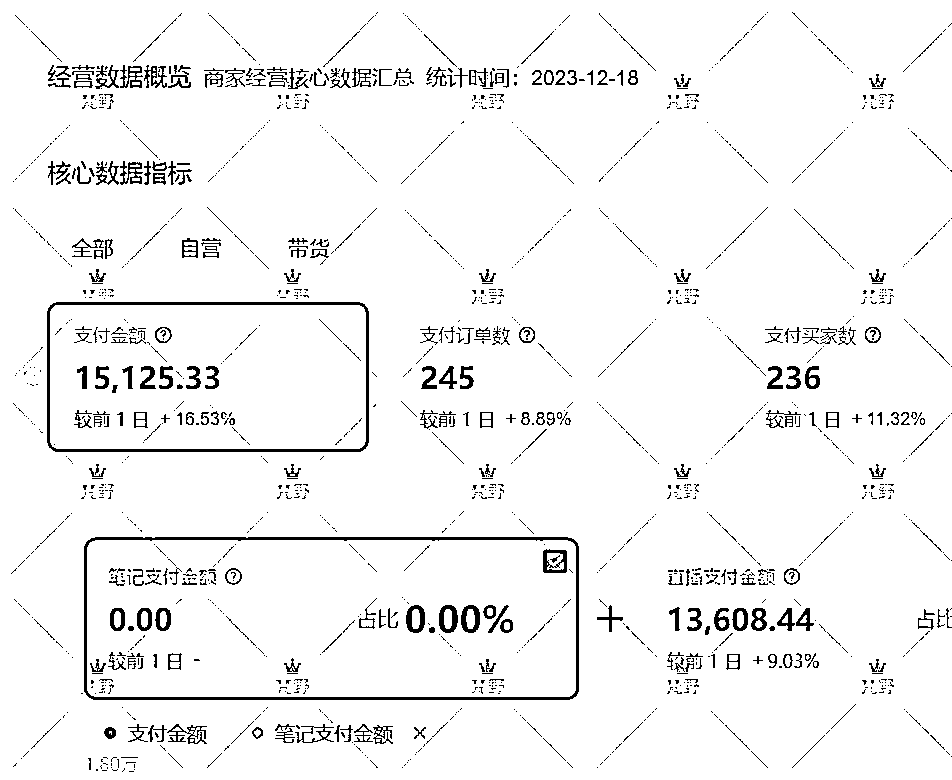 经营数据概览 商家经营核心数据汇总 统计时间：2023-12-18
核心数据指标
全部 自营 带货
支付金额 ? 支付订单数 ? 支付买家数 ?
15,125.33 245 236
较前 1 日 +16.53% 较前 1 日 +8.89% 较前 1 日 +11.32%
笔记支付金额 ? 直播支付金额 ?
0.00 占比 0.00% + 13,608.44 占比
较前 1 日 - 较前 1 日 +9.03%
支付金额 笔记支付金额 ×
1.80万